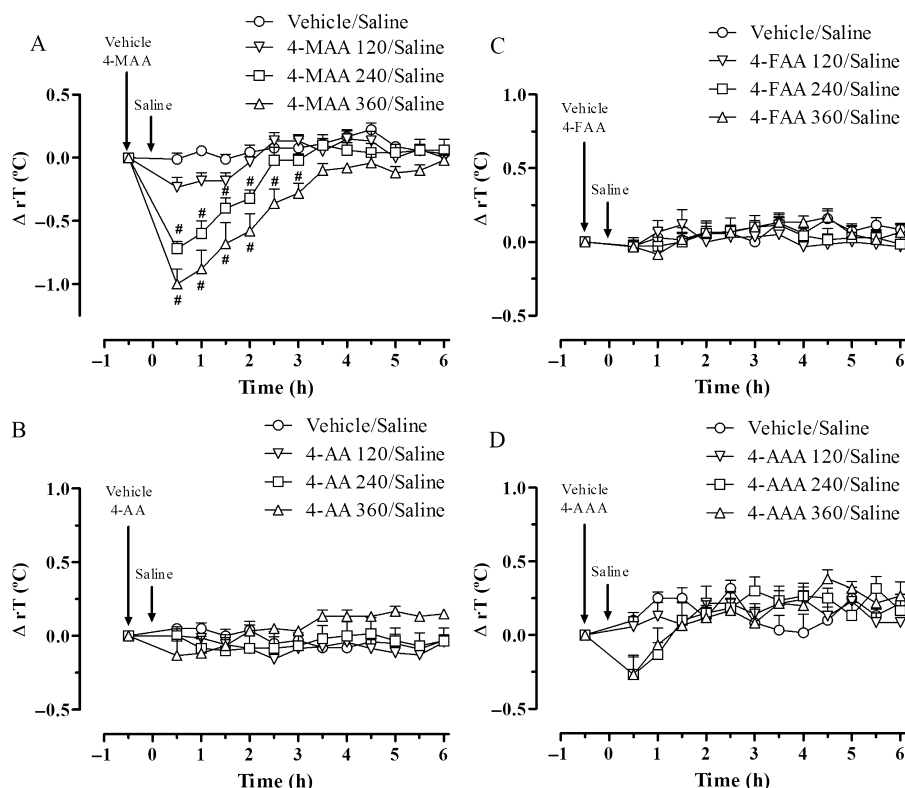 A
Vehicle
4-MAA
Saline
Vehicle/Saline
4-MAA 120/Saline
4-MAA 240/Saline
4-MAA 360/Saline
0.5
0.0
−0.5
−1.0
Δ rT (ºC)
# # # # # #
# # # #
−1 0 1 2 3 4 5 6
Time (h)
C
Vehicle
4-FAA
Saline
Vehicle/Saline
4-FAA 120/Saline
4-FAA 240/Saline
4-FAA 360/Saline
1.0
0.5
0.0
−0.5
Δ rT (ºC)
−1 0 1 2 3 4 5 6
Time (h)
B
Vehicle
4-AA
Saline
Vehicle/Saline
4-AA 120/Saline
4-AA 240/Saline
4-AA 360/Saline
1.0
0.5
0.0
−0.5
Δ rT (ºC)
−1 0 1 2 3 4 5 6
Time (h)
D
Vehicle
4-AAA
Saline
Vehicle/Saline
4-AAA 120/Saline
4-AAA 240/Saline
4-AAA 360/Saline
1.0
0.5
0.0
−0.5
Δ rT (ºC)
−1 0 1 2 3 4 5 6
Time (h)